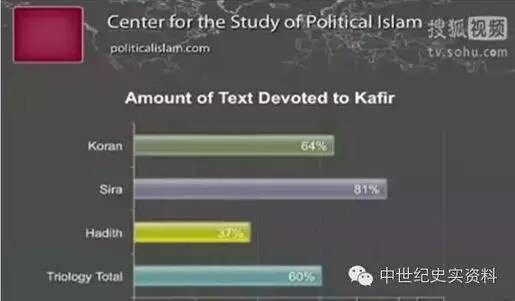 Center for the Study of Political Islam
搜狐视频
politicalislam.com
tv.sohu.com
Amount of Text Devoted to Kafir
Koran
64%
Sira
81%
Hadith
37%
Triology Total
60%
中世纪史实资料